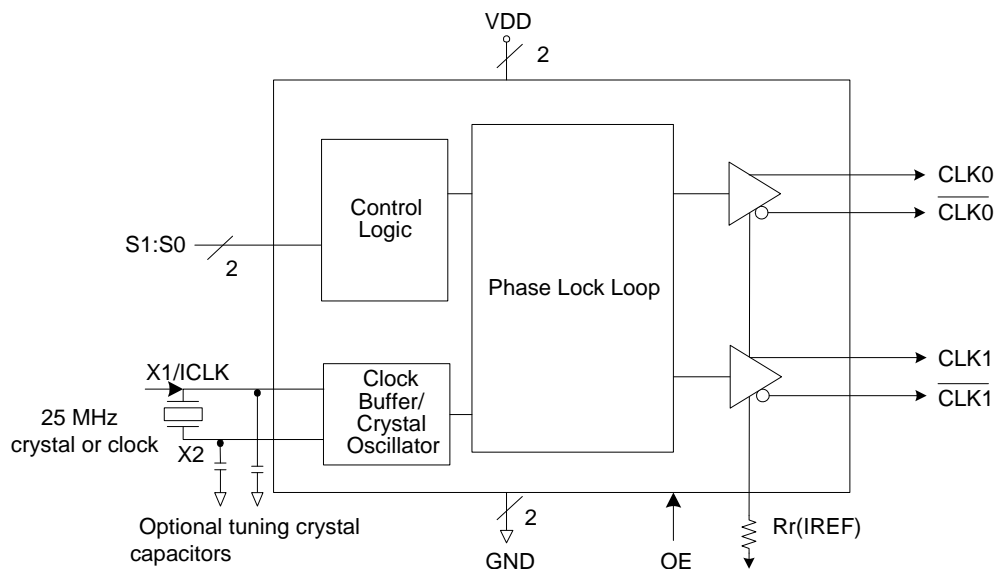 VDD
2
CLK0
CLK0
Control
Logic
S1:S0
2
Phase Lock Loop
X1/ICLK
Clock
Buffer/
Crystal
Oscillator
CLK1
CLK1
25 MHz
crystal or clock
X2
Optional tuning crystal
capacitors
2
GND
OE
Rr(IREF)